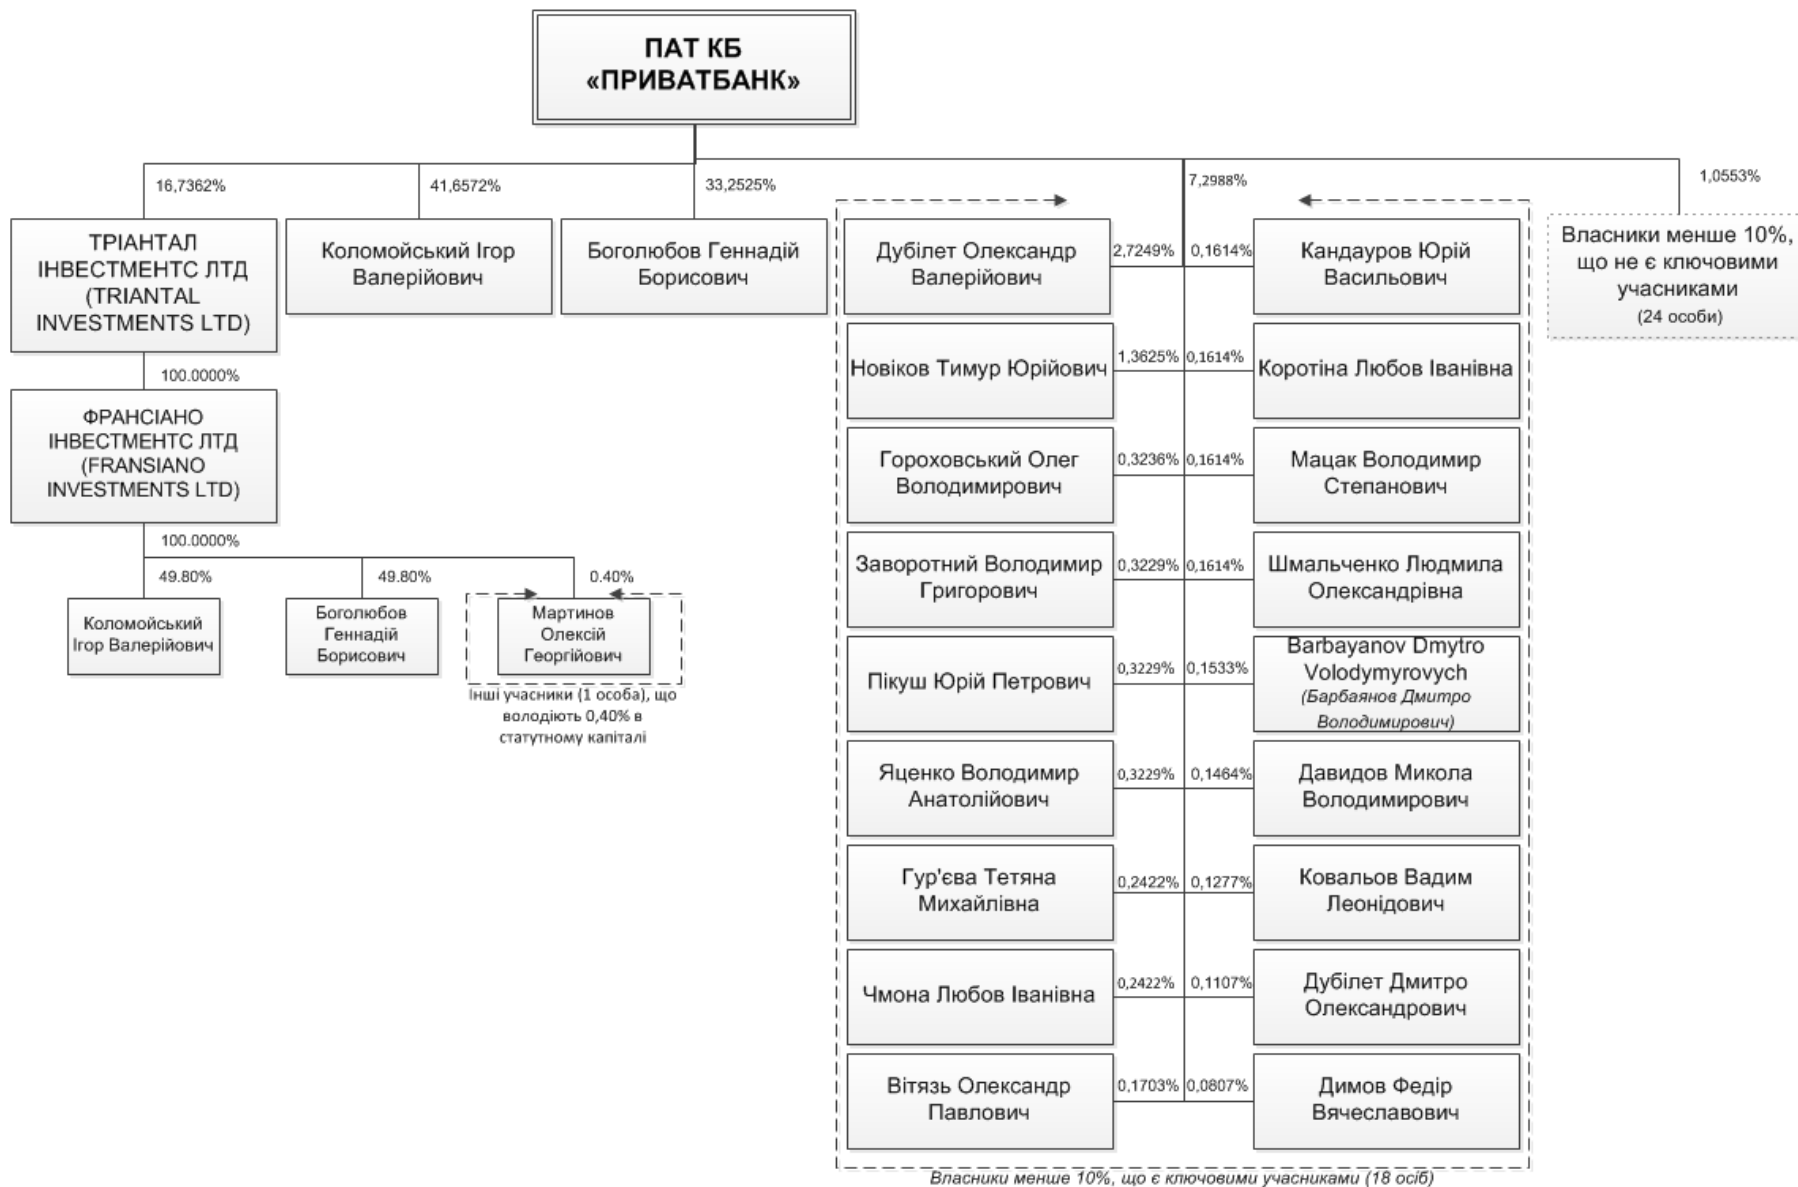 ПАТ КБ
«ПРИВАТБАНК»
16,7362%
41,6572%
33,2525%
7,2988%
1,0553%
ТРІАНТАЛ
ІНВЕСТМЕНТС ЛТД
(TRIANTAL
INVESTMENTS LTD)
Коломойський Ігор
Валерійович
Боголюбов Геннадій
Борисович
Власники менше 10%,
що не є ключовими
учасниками
(24 особи)
100.0000%
ФРАНСІАНО
ІНВЕСТМЕНТС ЛТД
(FRANSIANO
INVESTMENTS LTD)
100.0000%
49.80%
49.80%
0.40%
Коломойський
Ігор Валерійович
Боголюбов
Геннадій
Борисович
Мартинов
Олексій
Георгійович
Інші учасники (1 особа), що
володіють 0,40% в
статутному капіталі
Дубілет Олександр
Валерійович
2,7249%
0,1614%
Кандауров Юрій
Васильович
Новіков Тимур Юрійович
1,3625%
0,1614%
Коротіна Любов Іванівна
Гороховський Олег
Володимирович
0,3236%
0,1614%
Мацак Володимир
Степанович
Заворотний Володимир
Григорович
0,3229%
0,1614%
Шмальченко Людмила
Олександрівна
Пікуш Юрій Петрович
0,3229%
0,1533%
Barbayanov Dmytro
Volodymyrovych
(Барбаянов Дмитро
Володимирович)
Яценко Володимир
Анатолійович
0,3229%
0,1464%
Давидов Микола
Володимирович
Гур'єва Тетяна
Михайлівна
0,2422%
0,1277%
Ковальов Вадим
Леонідович
Чмона Любов Іванівна
0,2422%
0,1107%
Дубілет Дмитро
Олександрович
Вітязь Олександр
Павлович
0,1703%
0,0807%
Димов Федір
Вячеславович
Власники менше 10%, що є ключовими учасниками (18 осіб)